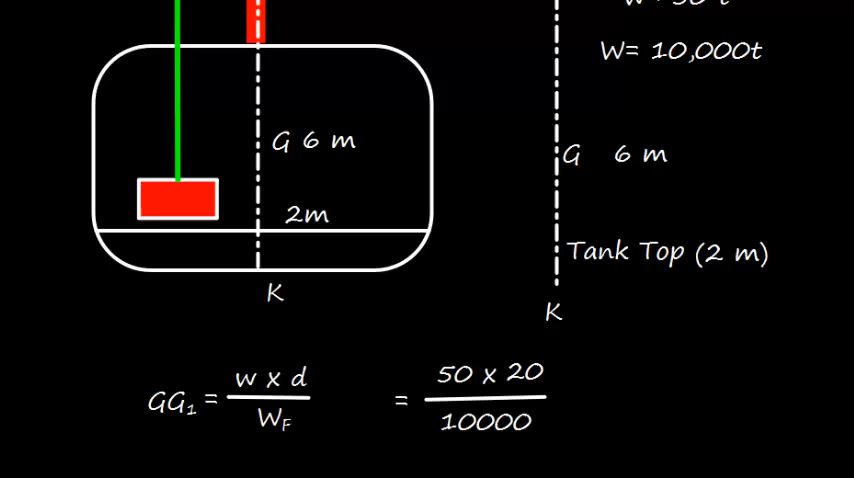 W= 10,000t
G 6 m
G 6 m
2m
Tank Top (2 m)
K
K
GG₁ = w x d / W_F = 50 x 20 / 10000